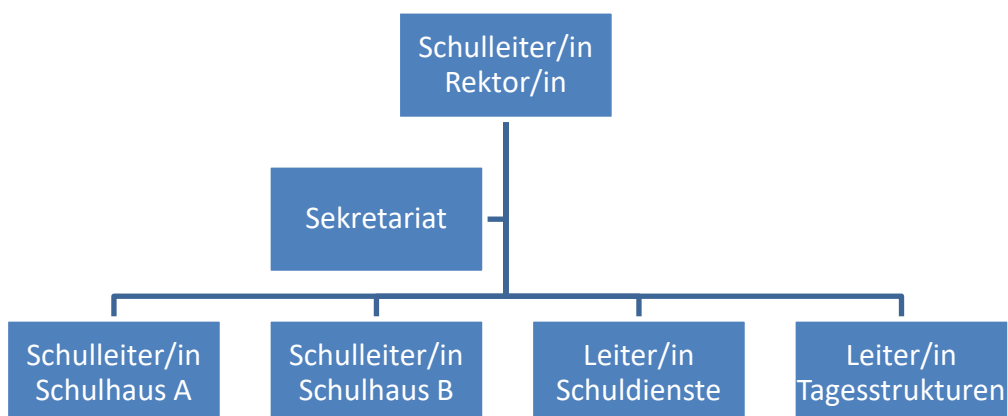 Schulleiter/in
Rektor/in
Sekretariat
Schulleiter/in
Schulhaus A
Schulleiter/in
Schulhaus B
Leiter/in
Schuldienste
Leiter/in
Tagesstrukturen